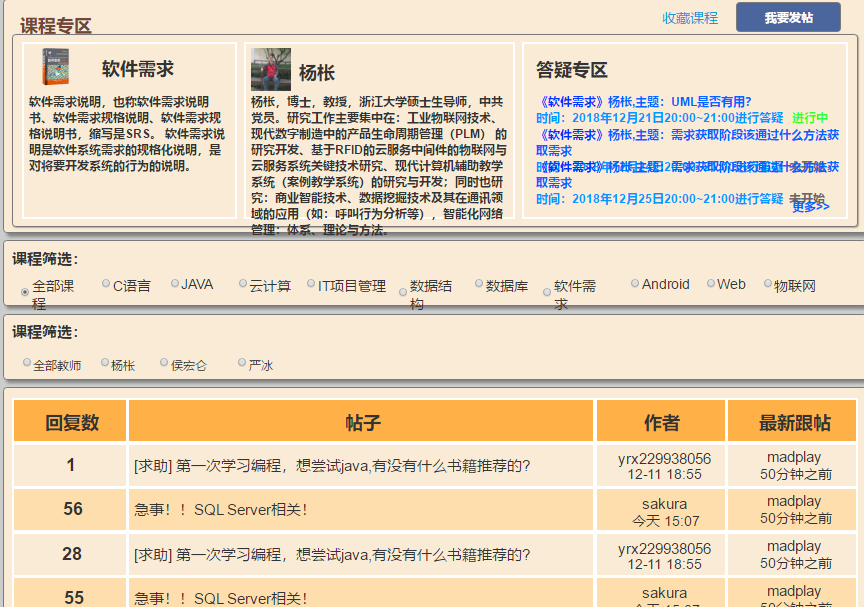 课程专区
收藏课程
我要发帖
软件需求
软件需求说明，也称软件需求说明
书、软件需求规格说明、软件需求规
格说明书，缩写是SRS。 软件需求说
明是软件系统需求的规格化说明，是
对将要开发系统的行为的说明。
杨枨
杨枨，博士，教授，浙江大学硕士生导师，中共
党员。研究工作主要集中在：工业物联网技术、
现代数字制造中的产品生命周期管理（PLM） 的
研究开发、基于RFID的云服务中间件的物联网与
云服务系统关键技术研究、现代计算机辅助教学
系统（案例教学系统）的研究与开发；同时也研
究：商业智能技术、数据挖掘技术及其在通讯领
域的应用（如：呼叫行为分析等），智能化网络
管理：体系、理论与方法。
答疑专区
《软件需求》杨枨,主题：UML是否有用?
时间：2018年12月21日20:00~21:00进行答疑 进行中
《软件需求》杨枨,主题：需求获取阶段该通过什么方法获
取需求
取需求
时间：2018年12月25日20:00~21:00进行答疑 未开始
更多>>
课程筛选:
全部课程
C语言
JAVA
云计算
IT项目管理
数据结构
数据库
软件需求
Android
Web
物联网
课程筛选:
全部教师
杨枨
侯宏仑
严冰
回复数 帖子 作者 最新跟帖
1 [求助] 第一次学习编程，想尝试java,有没有什么书籍推荐的? yrx229938056 madplay
12-11 18:55 50分钟之前
56 急事！！SQL Server相关! sakura madplay
今天 15:07 50分钟之前
28 [求助] 第一次学习编程，想尝试java,有没有什么书籍推荐的? yrx229938056 madplay
12-11 18:55 50分钟之前
55 急事！！SQL Server相关! sakura madplay